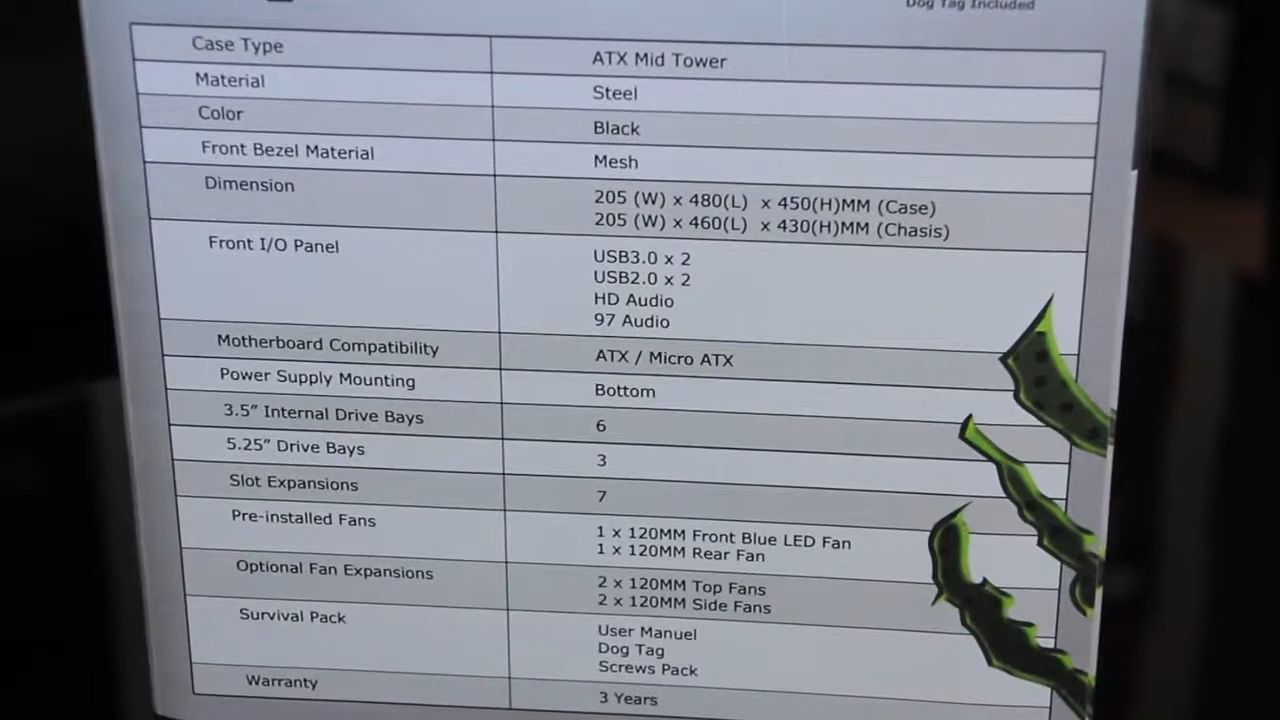 Dog Tag Included
Case Type ATX Mid Tower
Material Steel
Color Black
Front Bezel Material Mesh
Dimension 205 (W) x 480(L) x 450(H)MM (Case)
205 (W) x 460(L) x 430(H)MM (Chasis)
Front I/O Panel USB3.0 x 2
USB2.0 x 2
HD Audio
97 Audio
Motherboard Compatibility ATX / Micro ATX
Power Supply Mounting Bottom
3.5” Internal Drive Bays 6
5.25” Drive Bays 3
Slot Expansions 7
Pre-installed Fans 1 x 120MM Front Blue LED Fan
1 x 120MM Rear Fan
Optional Fan Expansions 2 x 120MM Top Fans
2 x 120MM Side Fans
Survival Pack User Manuel
Dog Tag
Screws Pack
Warranty 3 Years